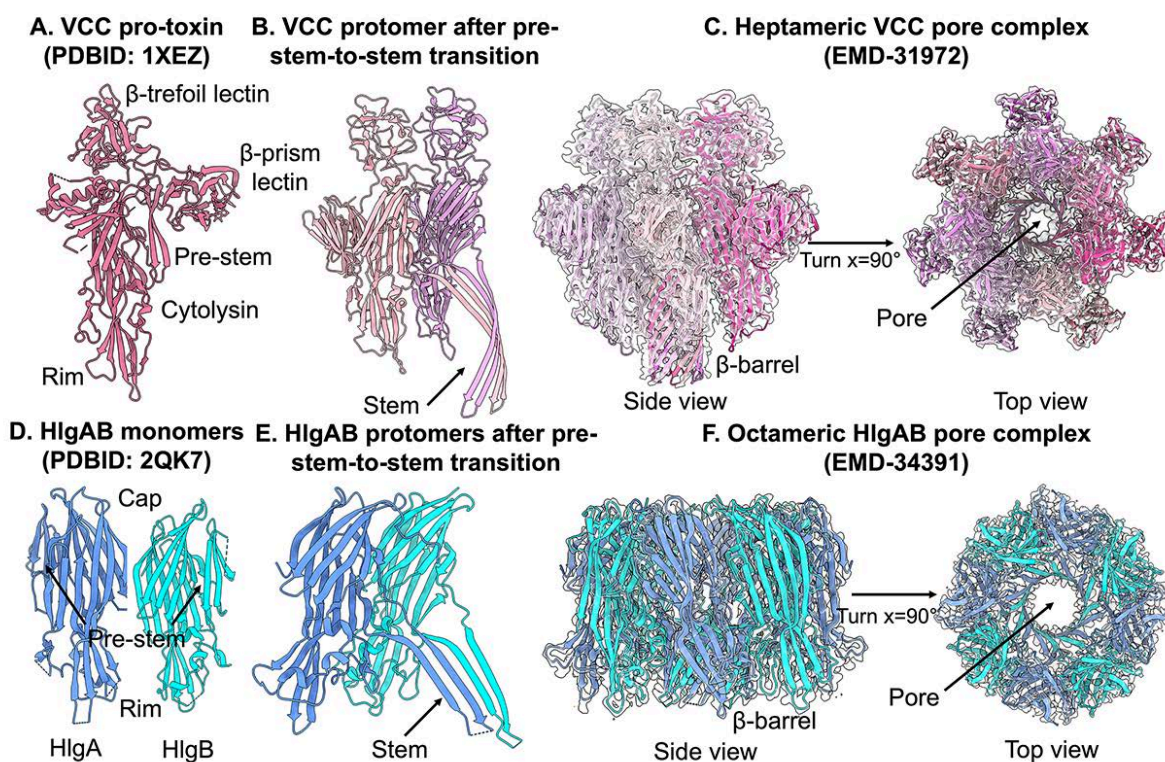 A. VCC pro-toxin
(PDBID: 1XEZ)
β-trefoil lectin
β-prism
lectin
Pre-stem
Cytolysin
Rim
B. VCC protomer after pre-
stem-to-stem transition
Stem
C. Heptameric VCC pore complex
(EMD-31972)
β-barrel
Side view
Turn x=90°
Pore
Top view
D. HlgAB monomers
(PDBID: 2QK7)
Cap
Pre-stem
Rim
HlgA
HlgB
E. HlgAB protomers after pre-
stem-to-stem transition
Stem
F. Octameric HlgAB pore complex
(EMD-34391)
β-barrel
Side view
Turn x=90°
Pore
Top view